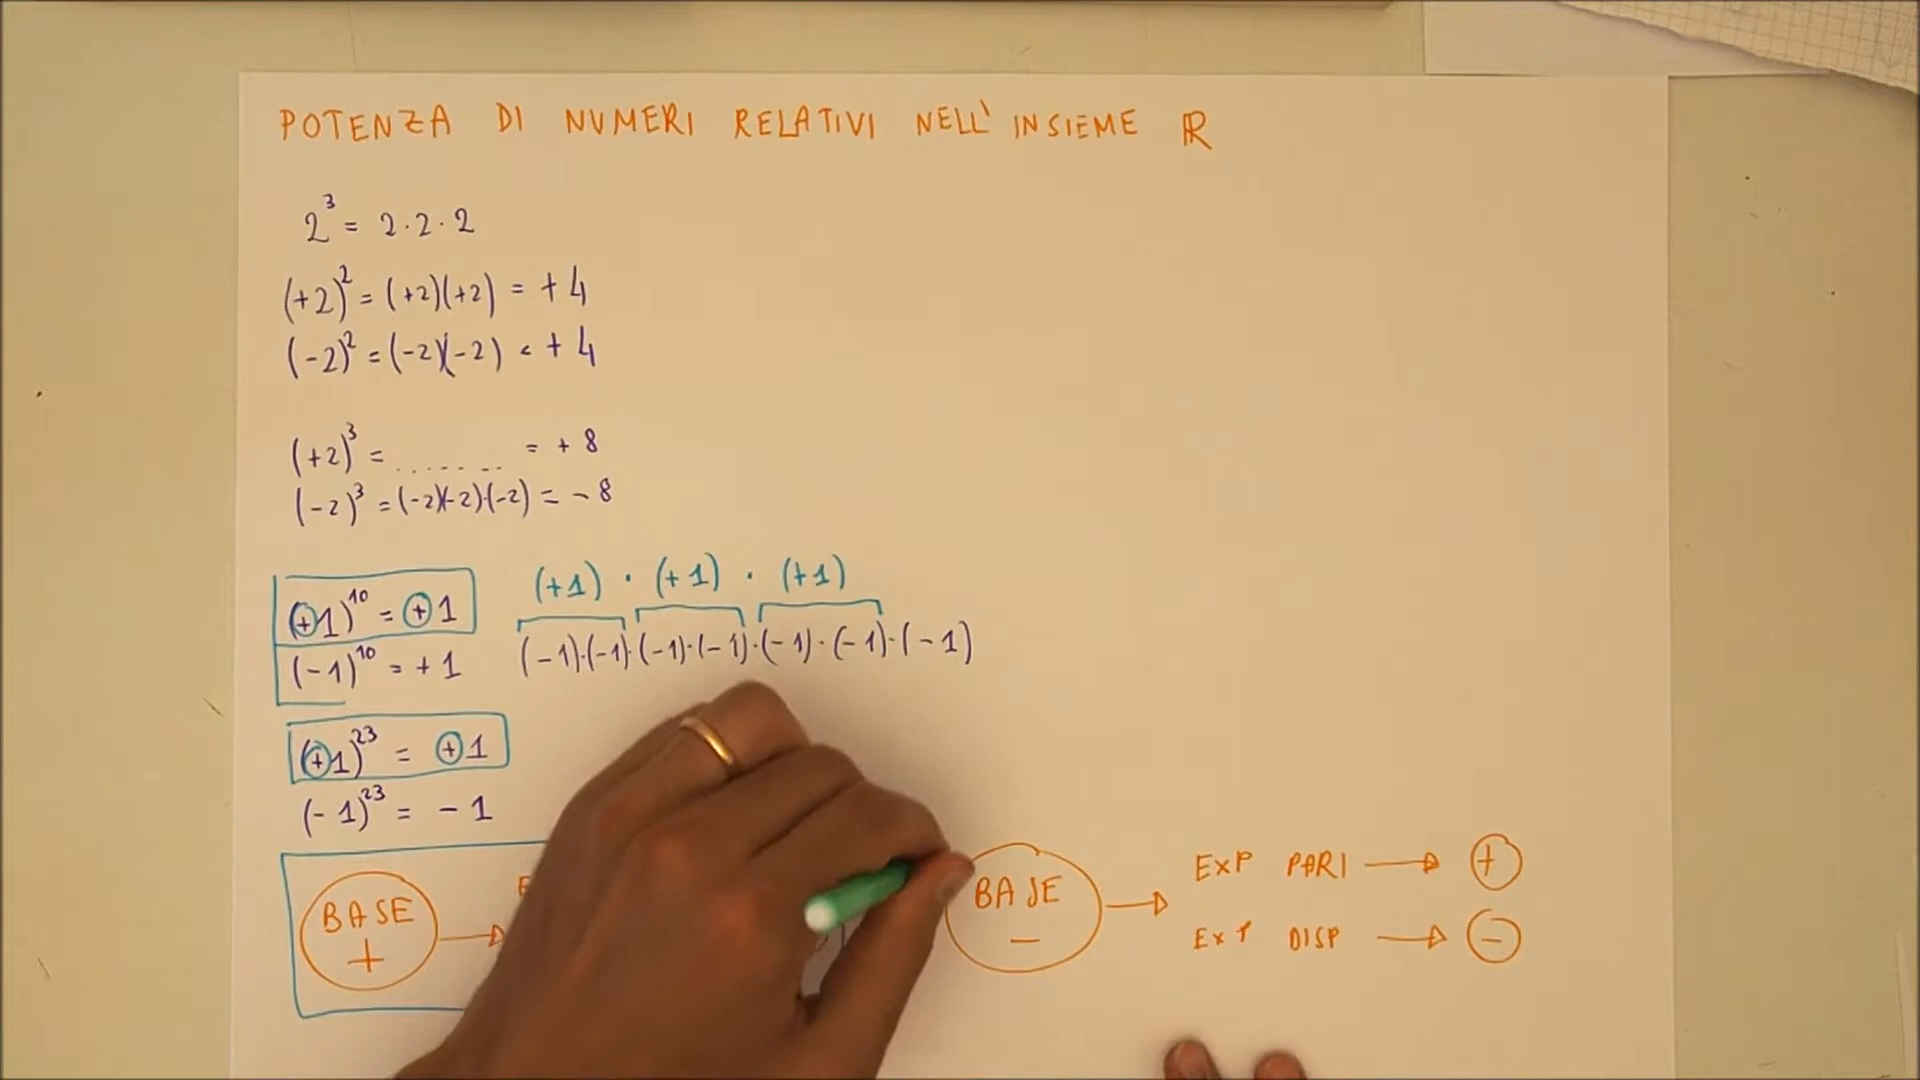 POTENZA DI NUMERI RELATIVI NELL' INSIEME ℝ
2³ = 2·2·2
(+2)² = (+2)(+2) = +4
(-2)² = (-2)(-2) = +4
(+2)³ = ........ = +8
(-2)³ = (-2)(-2)·(-2) = -8
(+1) · (+1) · (+1)
(+1)¹⁰ = +1
(-1)·(-1)·(-1)·(-1)·(-1)·(-1)·(-1)
(-1)¹⁰ = +1
(+1)²³ = +1
(-1)²³ = -1
BASE
+
BASE
-
EXP PARI → +
EXP DISP → -